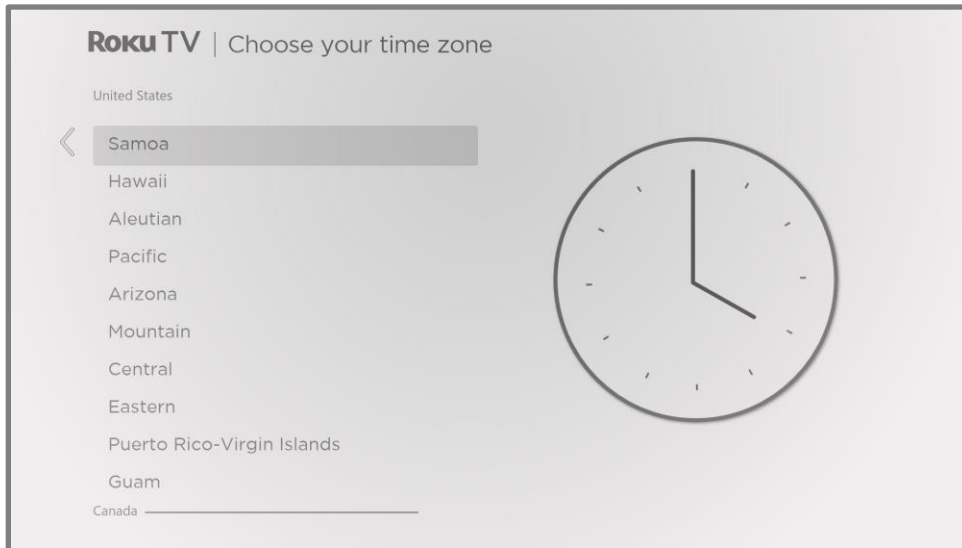 Roku TV | Choose your time zone
United States
Samoa
Hawaii
Aleutian
Pacific
Arizona
Mountain
Central
Eastern
Puerto Rico-Virgin Islands
Guam
Canada